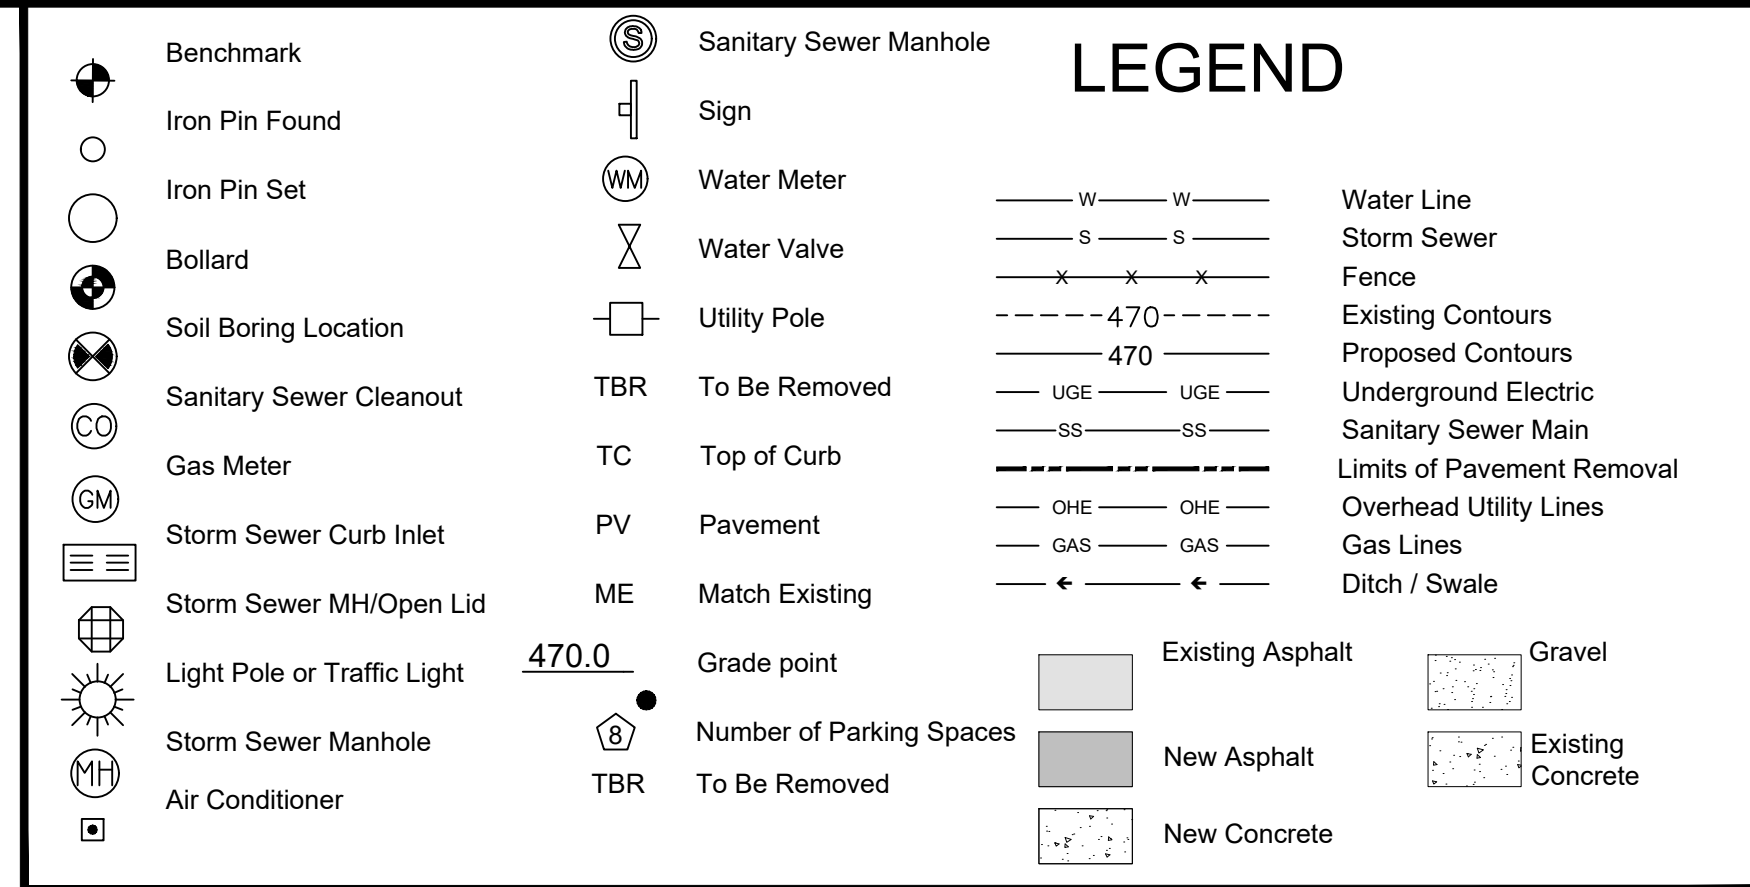 LEGEND
Benchmark
Iron Pin Found
Iron Pin Set
Bollard
Soil Boring Location
CO Sanitary Sewer Cleanout
GM Gas Meter
Storm Sewer Curb Inlet
Storm Sewer MH/Open Lid
Light Pole or Traffic Light
MH Storm Sewer Manhole
Air Conditioner
S Sanitary Sewer Manhole
Sign
WM Water Meter
Water Valve
Utility Pole
TBR To Be Removed
TC Top of Curb
PV Pavement
ME Match Existing
470.0 Grade point
8 Number of Parking Spaces
TBR To Be Removed
W W Water Line
S S Storm Sewer
X X X Fence
470 Existing Contours
470 Proposed Contours
UGE UGE Underground Electric
SS SS Sanitary Sewer Main
Limits of Pavement Removal
OHE OHE Overhead Utility Lines
GAS GAS Gas Lines
Ditch / Swale
Existing Asphalt
New Asphalt
New Concrete
Gravel
Existing
Concrete